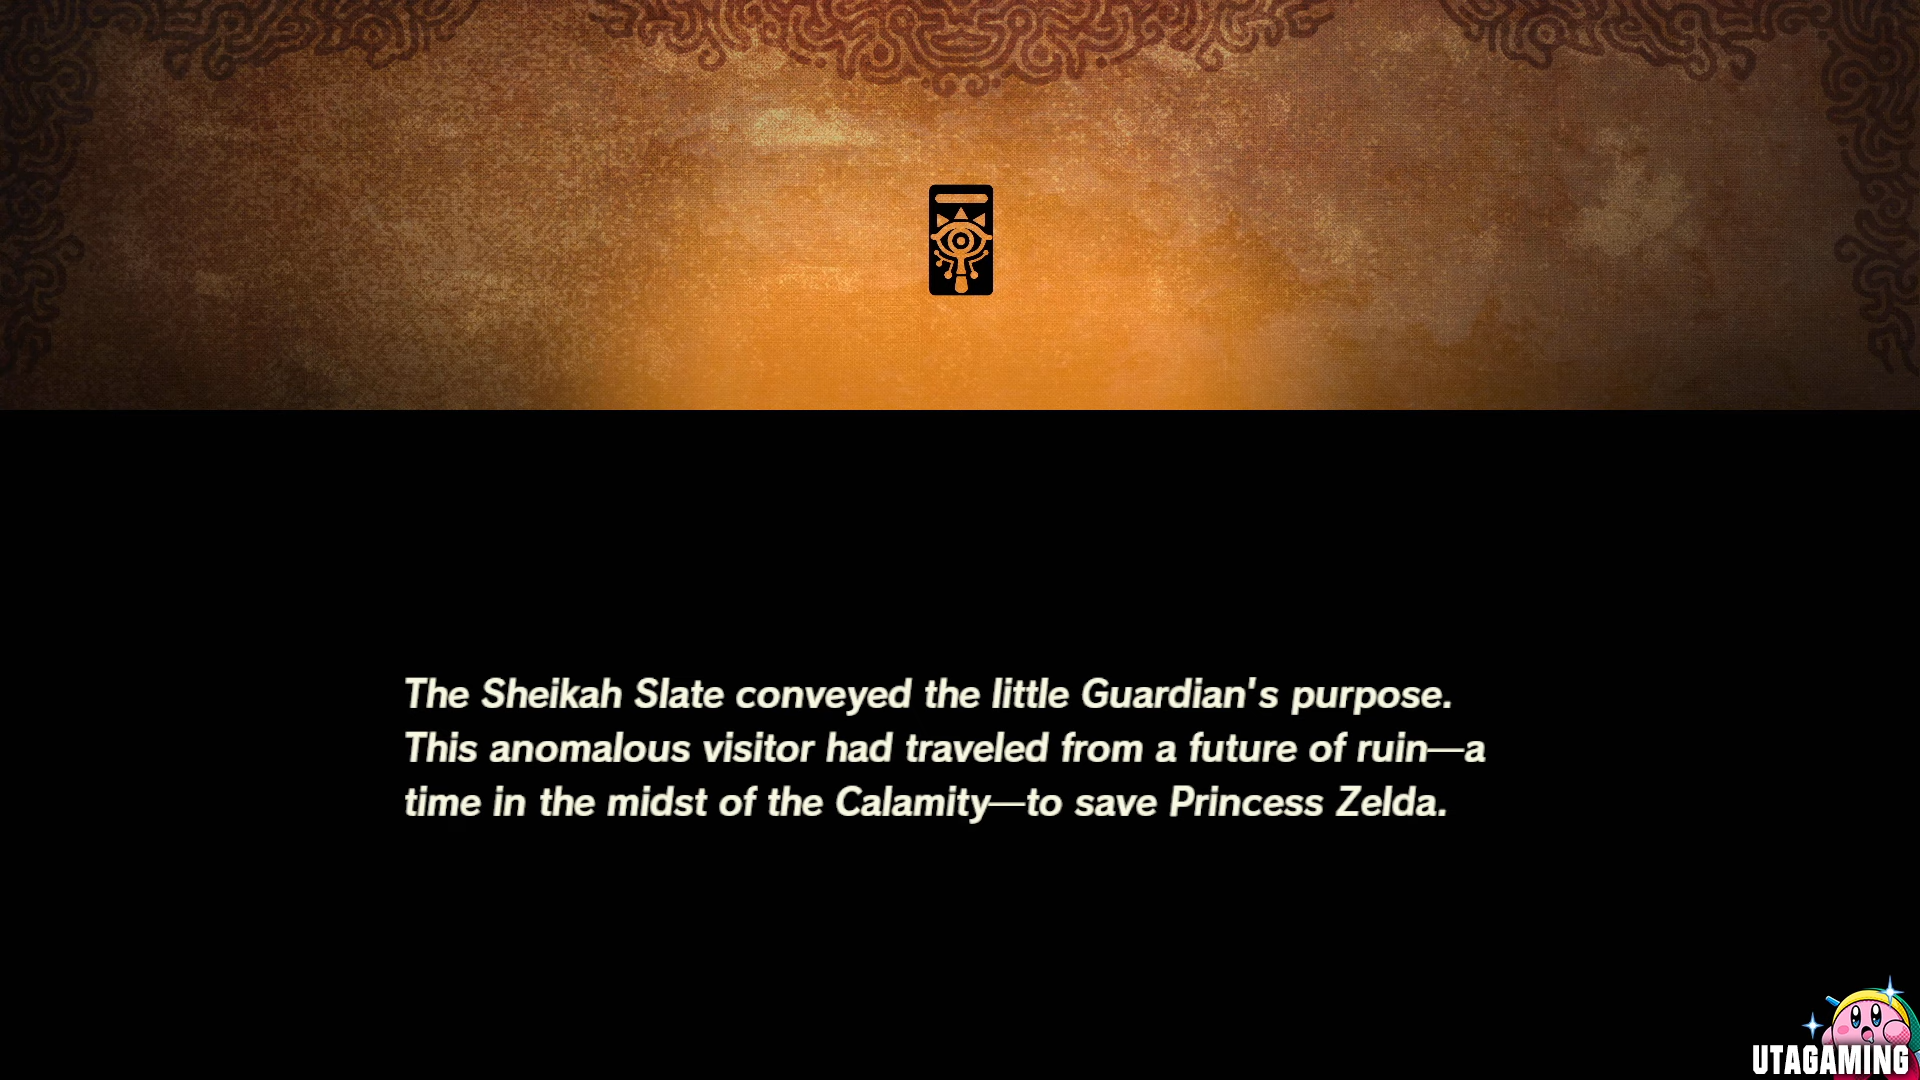 The Sheikah Slate conveyed the little Guardian's purpose.
This anomalous visitor had traveled from a future of ruin—a
time in the midst of the Calamity—to save Princess Zelda.
UTAGAMING